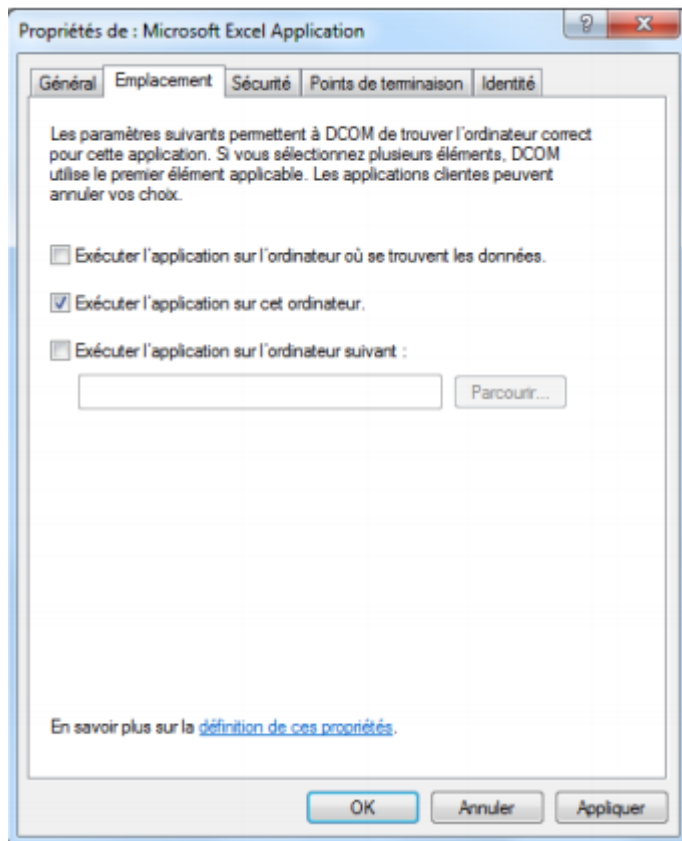 Propriétés de : Microsoft Excel Application
Général Emplacement Sécurité Points de terminaison Identité
Les paramètres suivants permettent à DCOM de trouver l'ordinateur correct
pour cette application. Si vous sélectionnez plusieurs éléments, DCOM
utilise le premier élément applicable. Les applications clientes peuvent
annuler vos choix.
Exécuter l'application sur l'ordinateur où se trouvent les données.
Exécuter l'application sur cet ordinateur.
Exécuter l'application sur l'ordinateur suivant :
Parcourir...
En savoir plus sur la définition de ces propriétés.
OK Annuler Appliquer